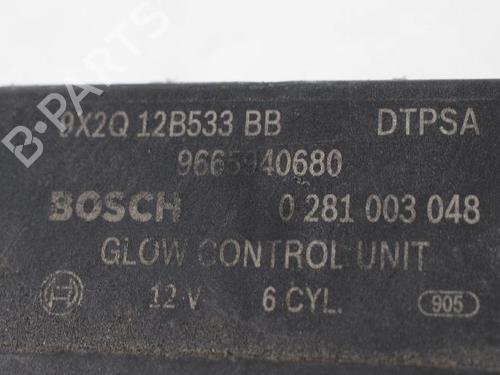 B-PARTS
9X2Q 12B533 BB DTPSA
9665940680
BOSCH 0 281 003 048
GLOW CONTROL UNIT
12 V 6 CYL. 905